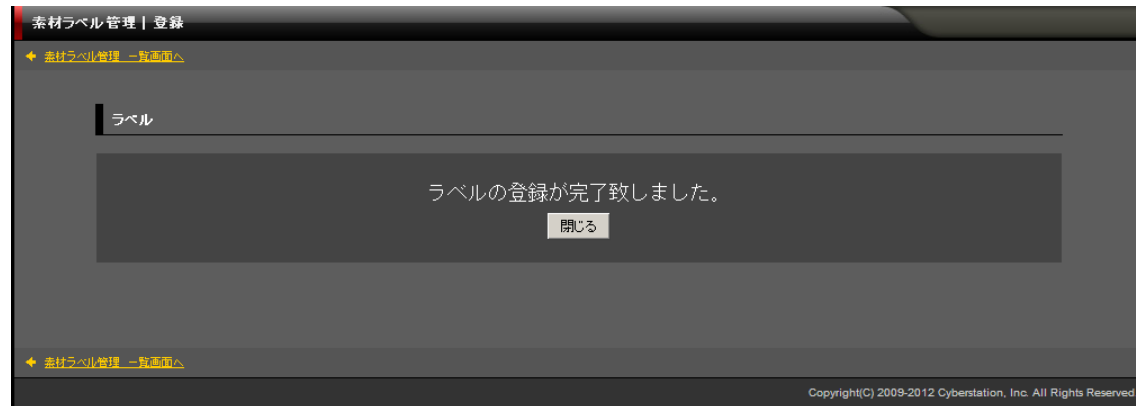 素材ラベル管理 | 登録
素材ラベル管理 一覧画面へ
ラベル
ラベルの登録が完了致しました。
閉じる
素材ラベル管理 一覧画面へ
Copyright(C) 2009-2012 Cyberstation, Inc. All Rights Reserved